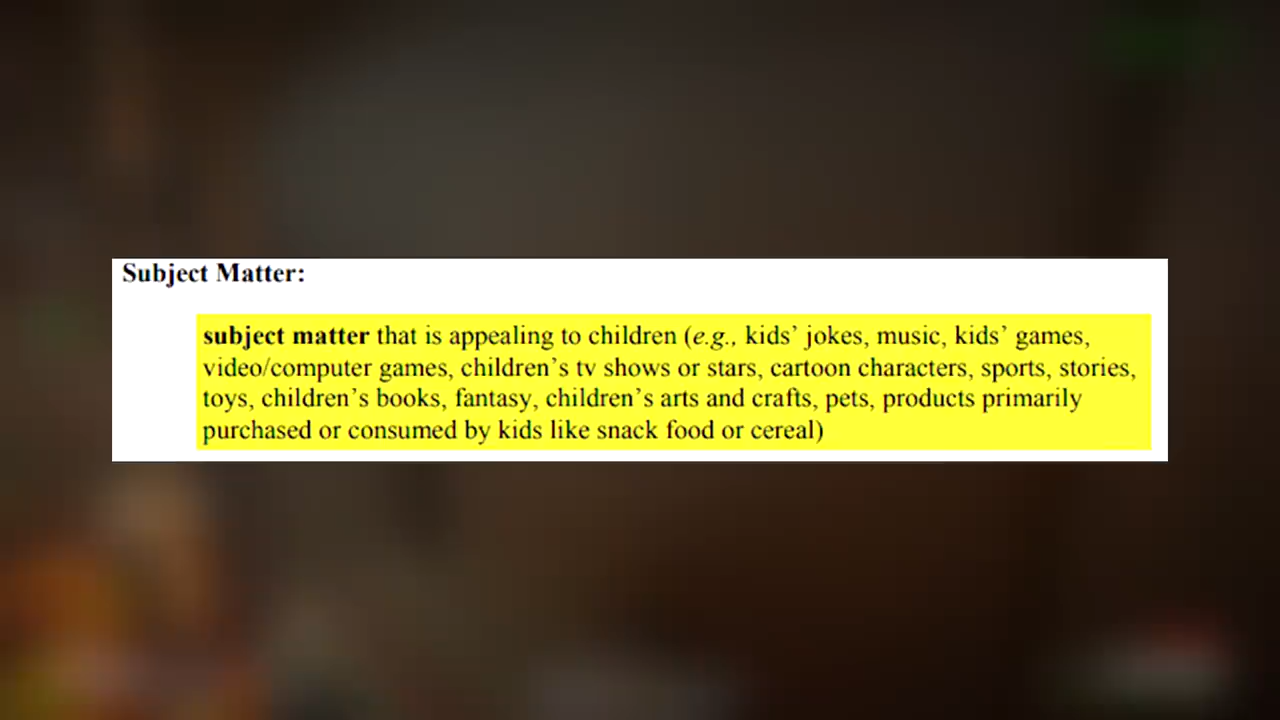 Subject Matter:
subject matter that is appealing to children (e.g., kids’ jokes, music, kids’ games,
video/computer games, children’s tv shows or stars, cartoon characters, sports, stories,
toys, children’s books, fantasy, children’s arts and crafts, pets, products primarily
purchased or consumed by kids like snack food or cereal)